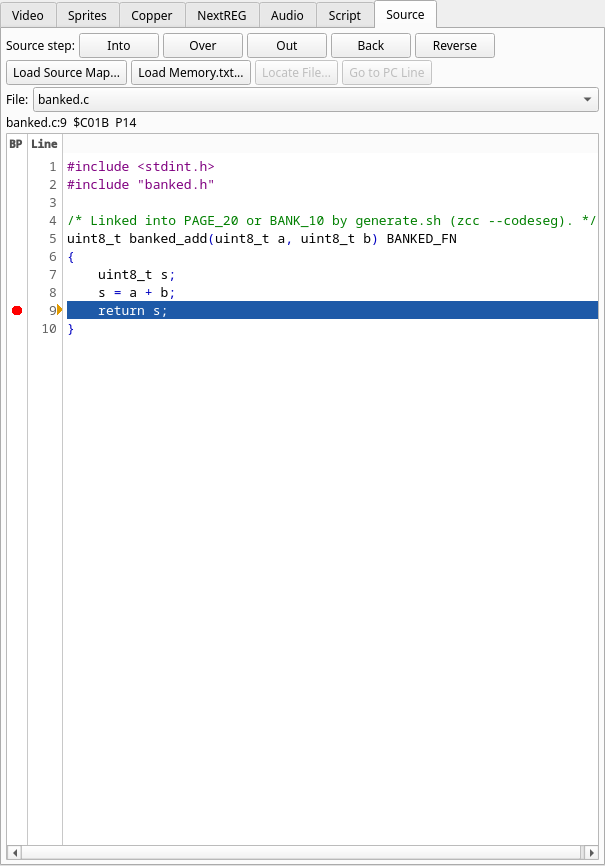 Video Sprites Copper NextREG Audio Script Source
Source step: Into Over Out Back Reverse
Load Source Map... Load Memory.txt... Locate File... Go to PC Line
File: banked.c
banked.c:9 $C01B P14
BP Line
1 #include <stdint.h>
2 #include "banked.h"
3
4 /* Linked into PAGE_20 or BANK_10 by generate.sh (zcc --codeseg). */
5 uint8_t banked_add(uint8_t a, uint8_t b) BANKED_FN
6 {
7     uint8_t s;
8     s = a + b;
9     return s;
10 }